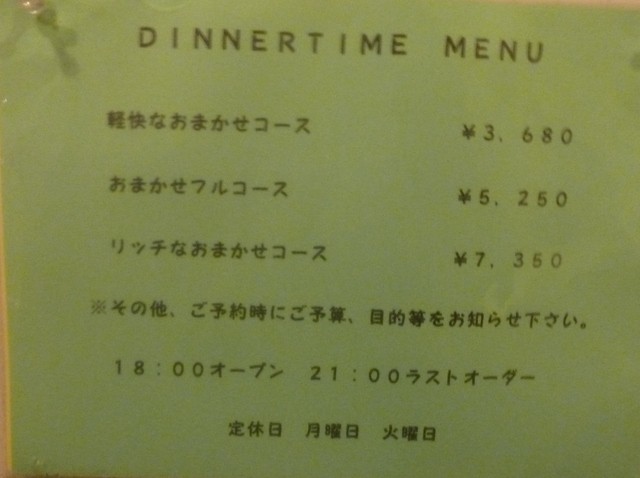 DINNERTIME MENU
軽快なおまかせコース ¥3,680
おまかせフルコース ¥5,250
リッチなおまかせコース ¥7,350
※その他、ご予約時にご予算、目的等をお知らせ下さい。
18:00オープン 21:00ラストオーダー
定休日 月曜日 火曜日